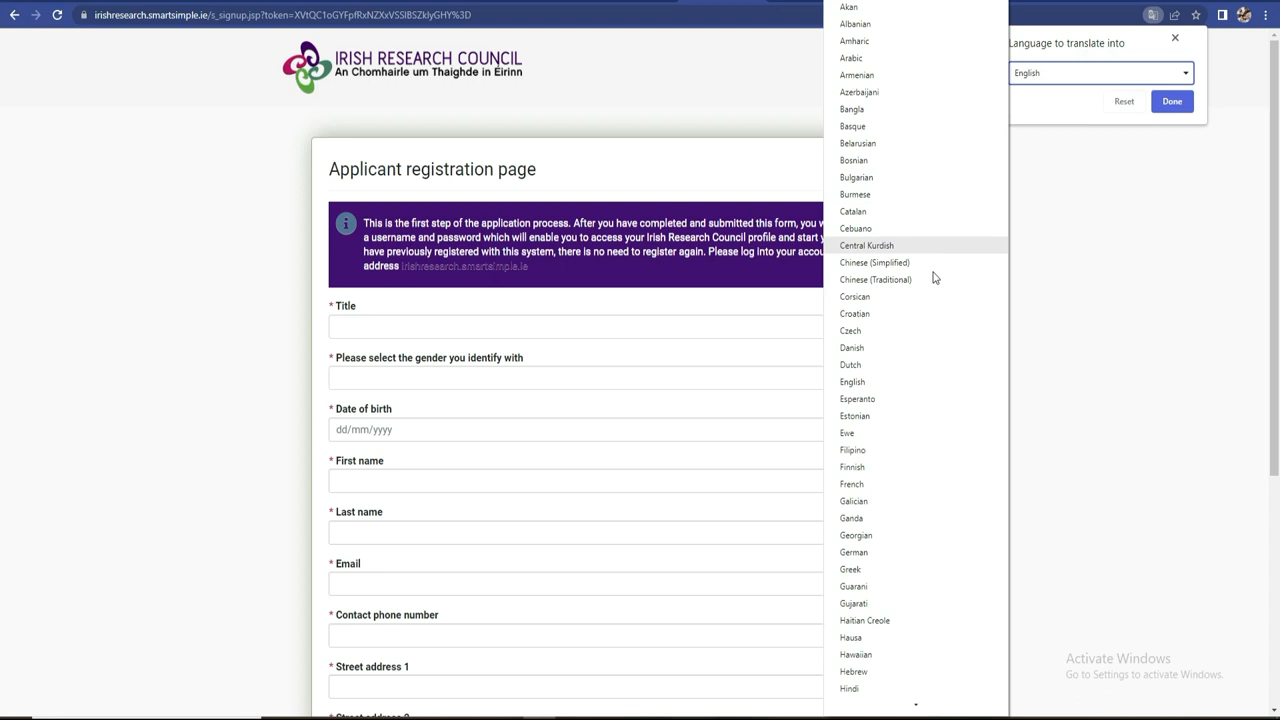 irishresearch.smartsimple.ie/s_signup.jsp?token=XVtQC1oGYFpfRxNZXxVSSlBSZkIyGHY%3D
IRISH RESEARCH COUNCIL
An Chomhairle um Thaighde in Éirinn
Applicant registration page
This is the first step of the application process. After you have completed and submitted this form, you w
a username and password which will enable you to access your Irish Research Council profile and start y
have previously registered with this system, there is no need to register again. Please log into your accou
address irishresearch.smartsimple.ie
* Title
* Please select the gender you identify with
* Date of birth
dd/mm/yyyy
* First name
* Last name
* Email
* Contact phone number
* Street address 1
Akan
Albanian
Amharic
Arabic
Armenian
Azerbaijani
Bangla
Basque
Belarusian
Bosnian
Bulgarian
Burmese
Catalan
Cebuano
Central Kurdish
Chinese (Simplified)
Chinese (Traditional)
Corsican
Croatian
Czech
Danish
Dutch
English
Esperanto
Estonian
Ewe
Filipino
Finnish
French
Galician
Ganda
Georgian
German
Greek
Guarani
Gujarati
Haitian Creole
Hausa
Hawaiian
Hebrew
Hindi
Language to translate into
English
Reset
Done
Activate Windows
Go to Settings to activate Windows.